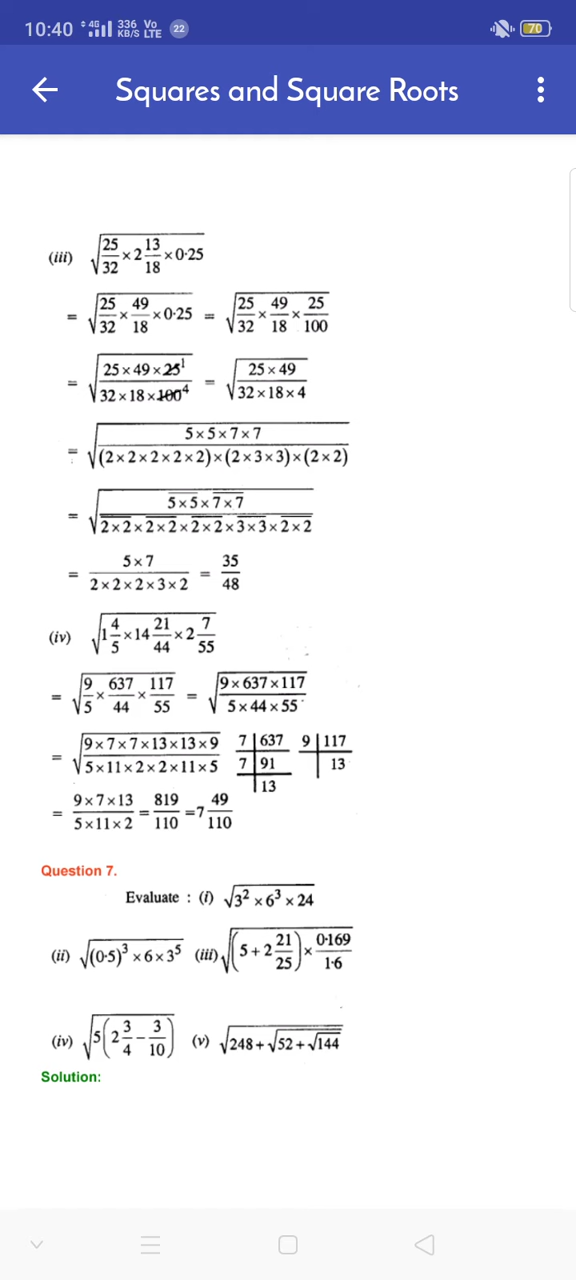 10:40 4G 336 KB/S Vo LTE 22 70
Squares and Square Roots
(iii) √(25/32 × 2 13/18 × 0·25)
= √(25/32 × 49/18 × 0·25) = √(25/32 × 49/18 × 25/100)
= √((25 × 49 × 25¹)/(32 × 18 × 100⁴)) = √((25 × 49)/(32 × 18 × 4))
= √((5 × 5 × 7 × 7)/((2 × 2 × 2 × 2 × 2) × (2 × 3 × 3) × (2 × 2)))
= √((5 × 5 × 7 × 7)/(2 × 2 × 2 × 2 × 2 × 2 × 3 × 3 × 2 × 2))
= (5 × 7)/(2 × 2 × 2 × 3 × 2) = 35/48
(iv) √(1 4/5 × 14 21/44 × 2 7/55)
= √(9/5 × 637/44 × 117/55) = √((9 × 637 × 117)/(5 × 44 × 55))
= √((9 × 7 × 7 × 13 × 13 × 9)/(5 × 11 × 2 × 2 × 11 × 5)) 7 | 637 9 | 117
7 | 91 | 13
| 13
= (9 × 7 × 13)/(5 × 11 × 2) = 819/110 = 7 49/110
Question 7.
Evaluate : (i) √(3² × 6³ × 24)
(ii) √((0·5)³ × 6 × 3⁵) (iii) √((5 + 2 21/25) × 0·169/1·6)
(iv) √(5(2 3/4 − 3/10)) (v) √(248 + √(52 + √144))
Solution: